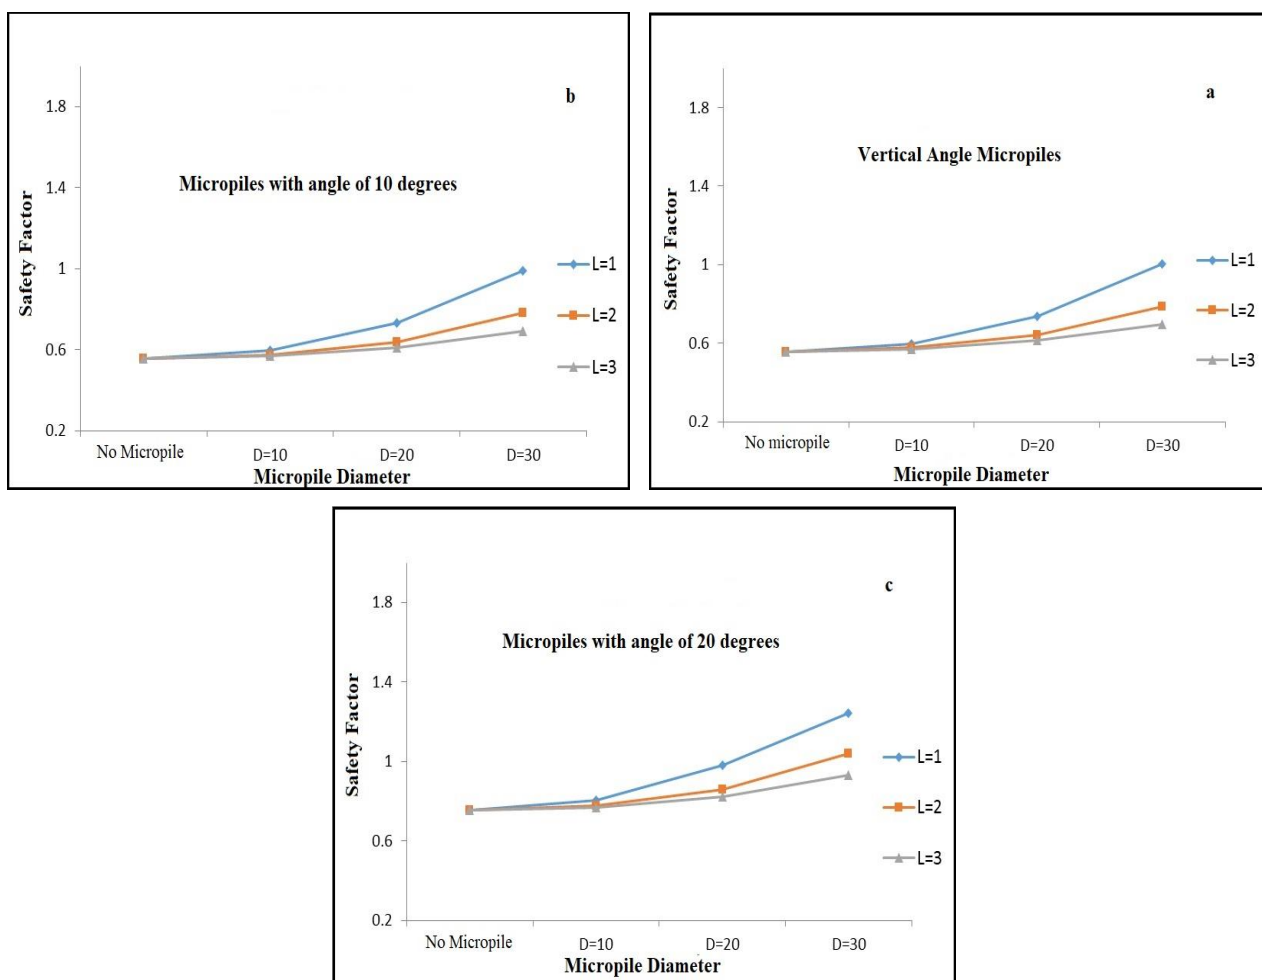 b
1.8
Micropiles with angle of 10 degrees
1.4
Safety Factor
1
L=1
L=2
0.6
L=3
0.2
No Micropile D=10 D=20 D=30
Micropile Diameter
a
1.8
Vertical Angle Micropiles
1.4
Safety Factor
1
L=1
L=2
0.6
L=3
0.2
No micropile D=10 D=20 D=30
Micropile Diameter
c
1.8
Micropiles with angle of 20 degrees
1.4
Safety Factor
1
L=1
L=2
0.6
L=3
0.2
No Micropile D=10 D=20 D=30
Micropile Diameter